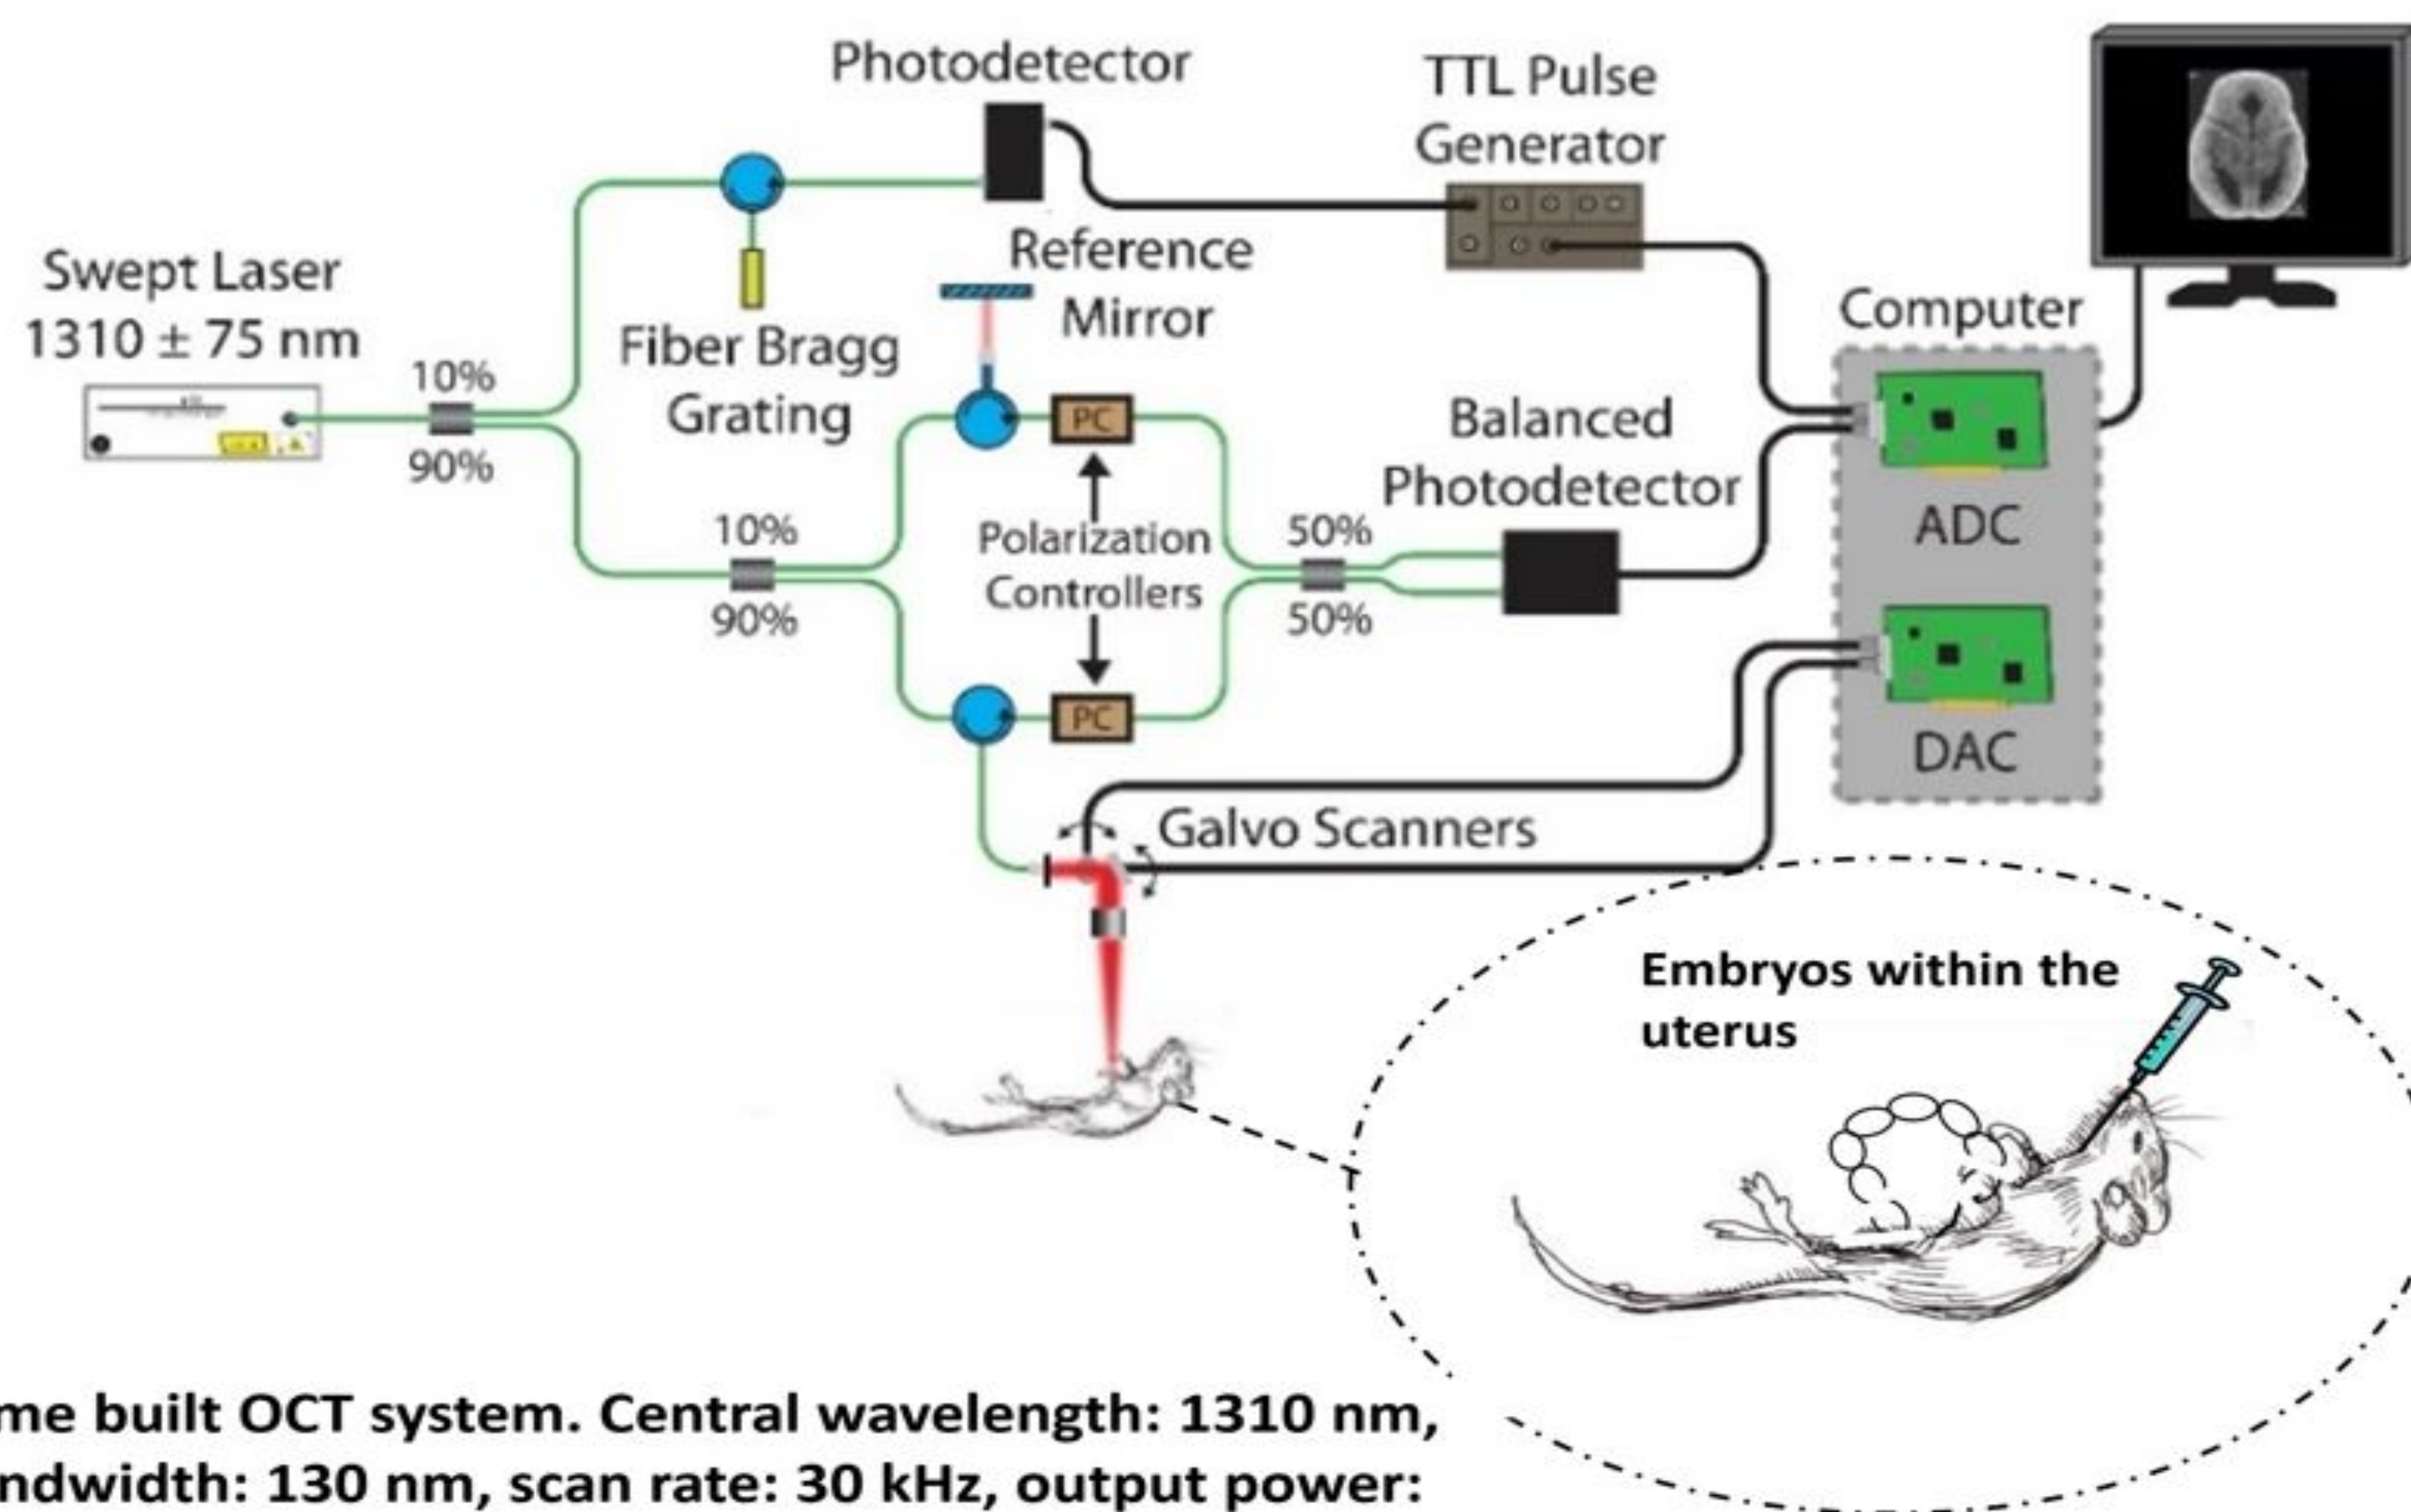 Photodetector
TTL Pulse
Generator
Swept Laser
1310 ± 75 nm
10%
90%
Fiber Bragg
Grating
Reference
Mirror
Computer
PC
Balanced
Photodetector
ADC
10%
90%
Polarization
Controllers
50%
50%
PC
DAC
Galvo Scanners
Embryos within the
uterus
me built OCT system. Central wavelength: 1310 nm,
ndwidth: 130 nm, scan rate: 30 kHz, output power: